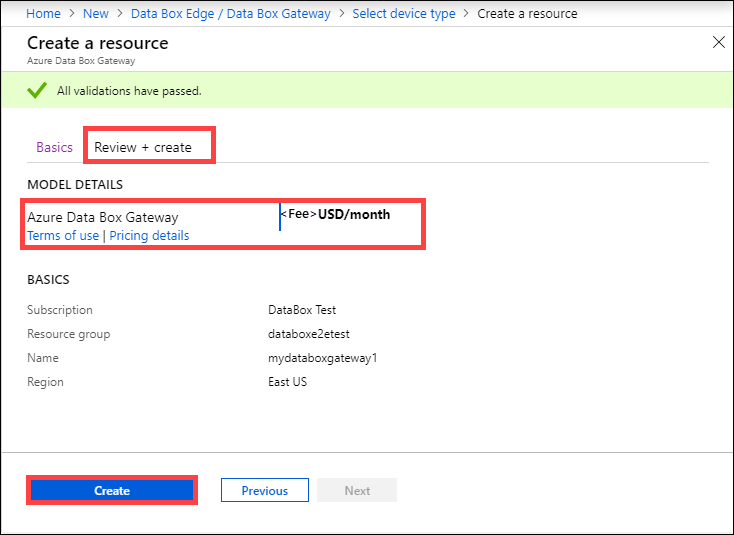 Home > New > Data Box Edge / Data Box Gateway > Select device type > Create a resource
Create a resource
Azure Data Box Gateway
All validations have passed.
Basics Review + create
MODEL DETAILS
Azure Data Box Gateway <Fee>USD/month
Terms of use | Pricing details
BASICS
Subscription DataBox Test
Resource group databoxe2etest
Name mydataboxgateway1
Region East US
Create Previous Next